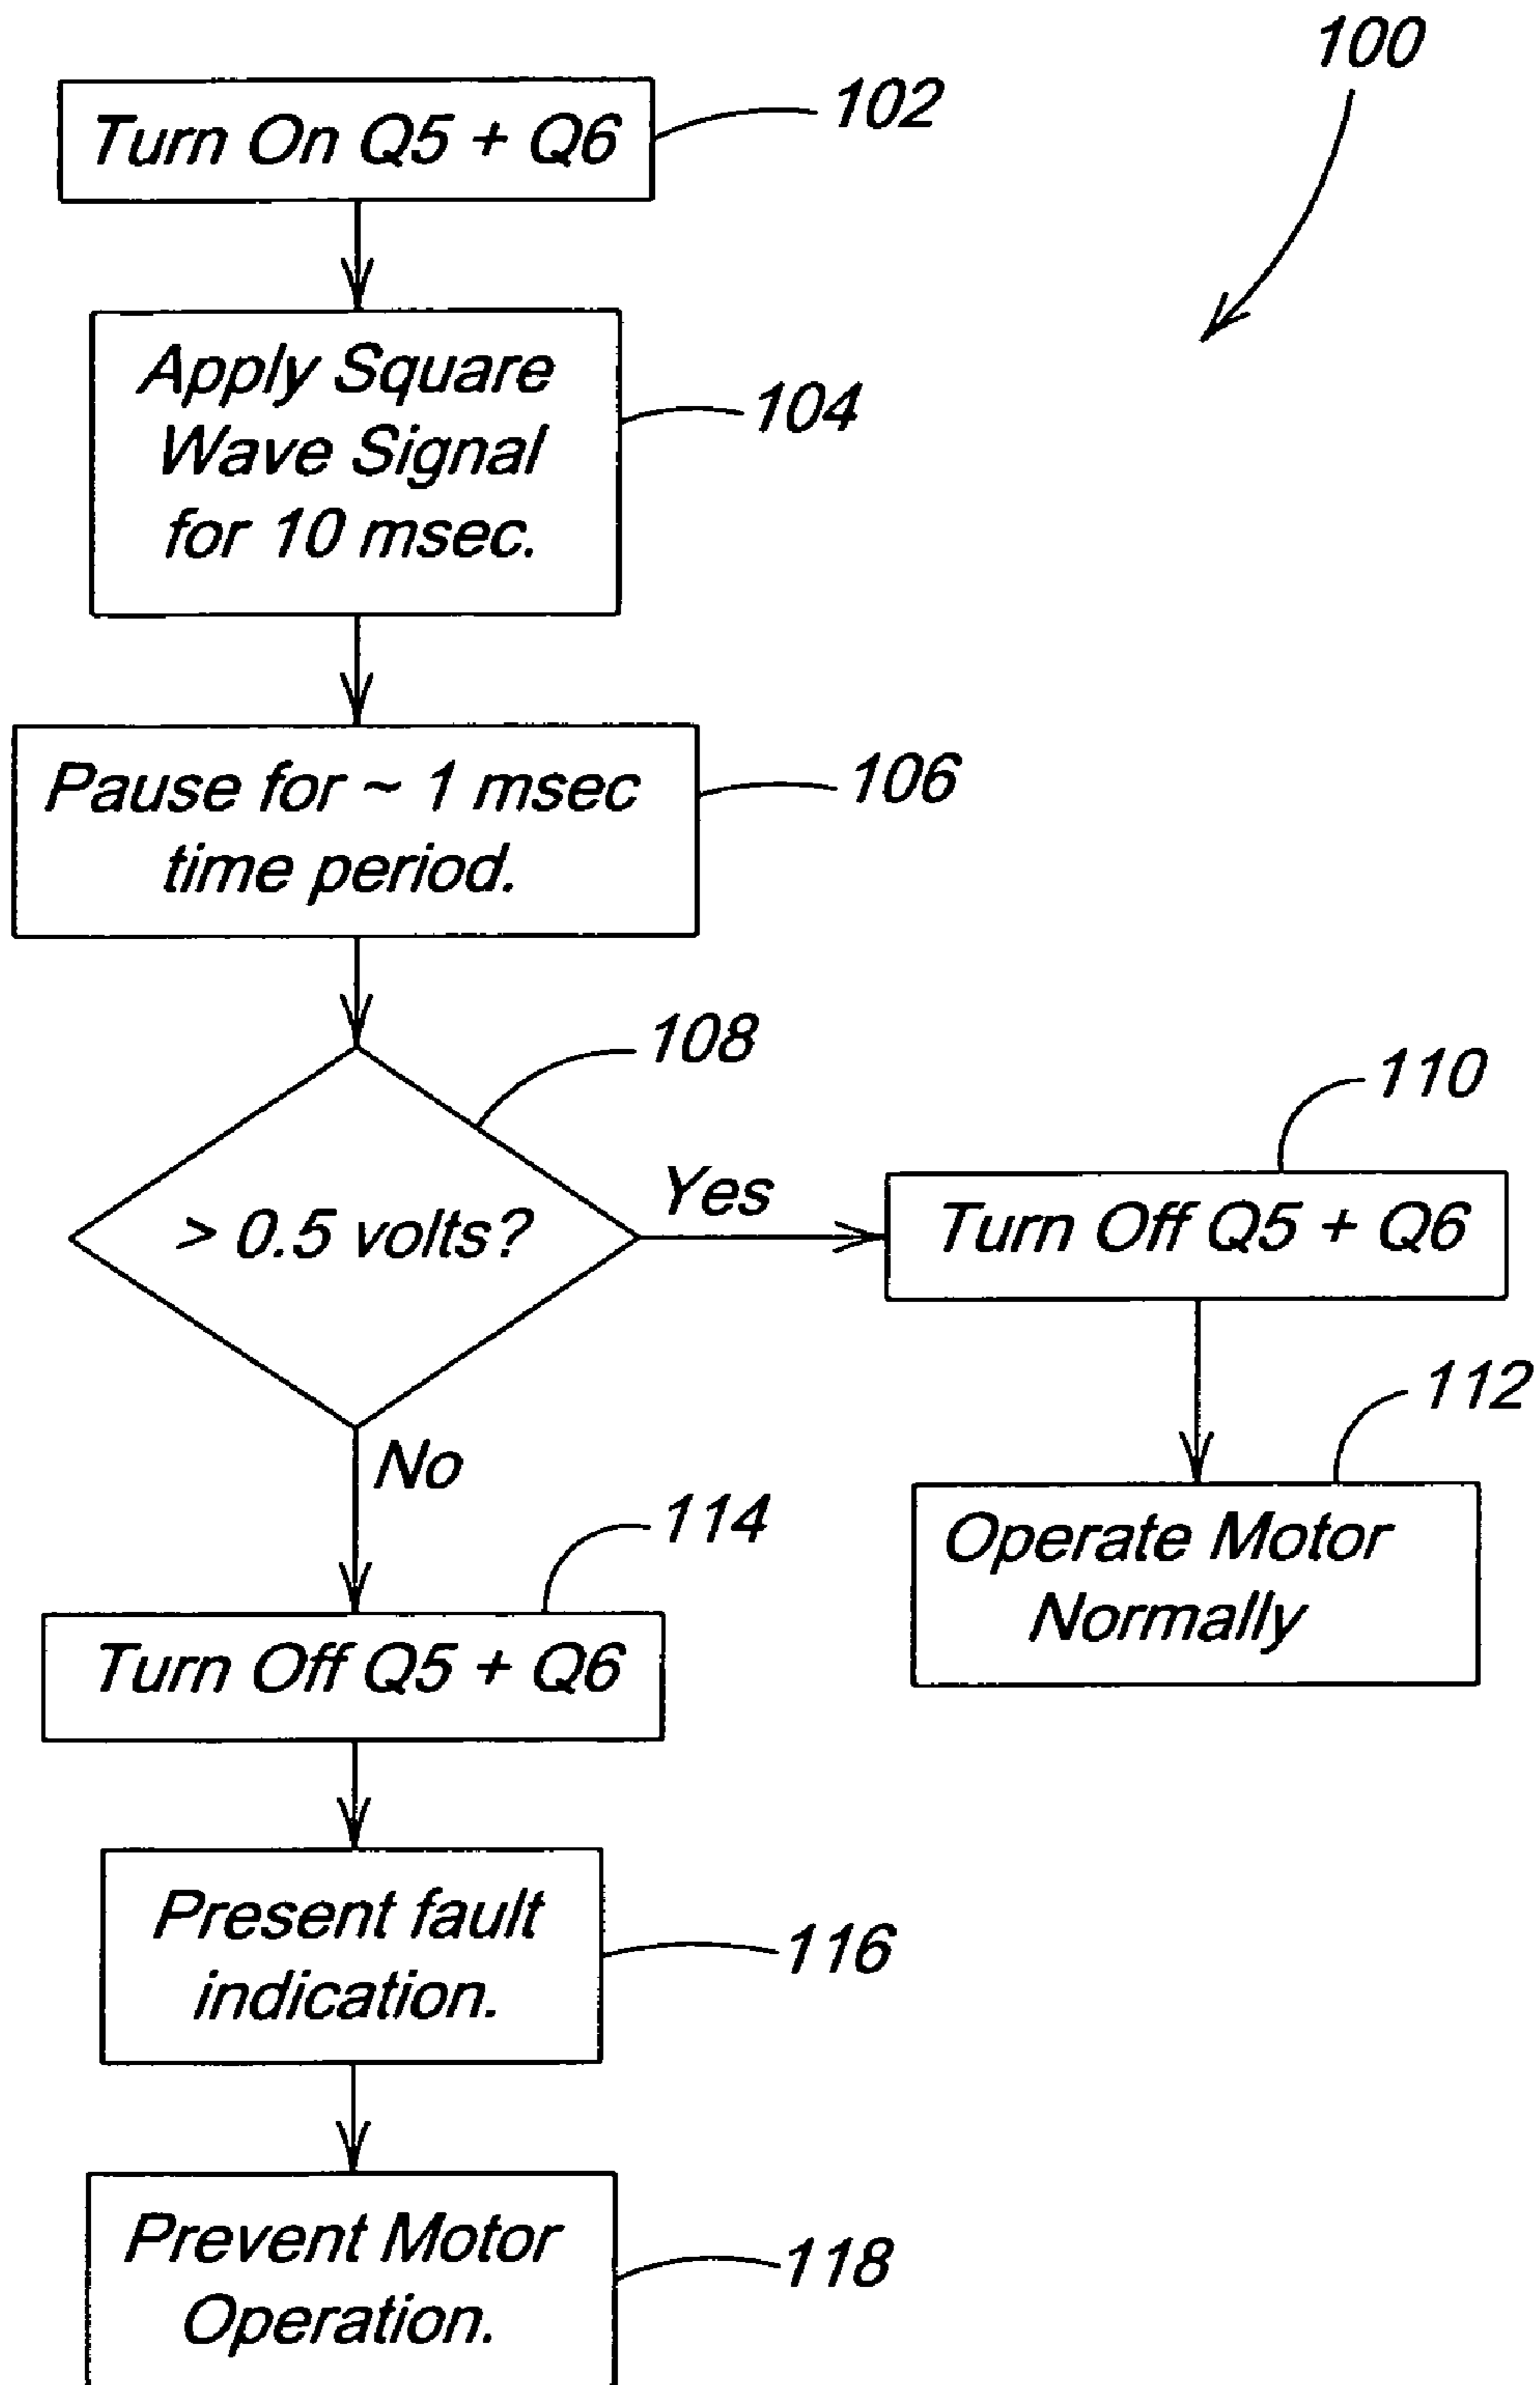 100
Turn On Q5 + Q6
102
Apply Square
Wave Signal
for 10 msec.
104
Pause for ~ 1 msec
time period.
106
108
> 0.5 volts?
Yes
110
Turn Off Q5 + Q6
112
Operate Motor
Normally
No
114
Turn Off Q5 + Q6
Present fault
indication.
116
Prevent Motor
Operation.
118